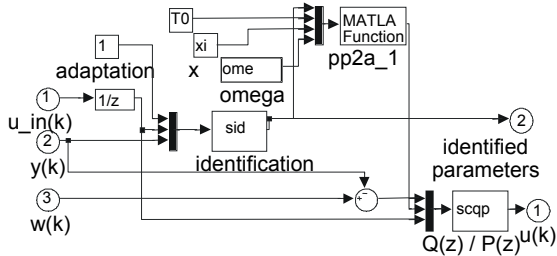 T0
MATLA
Function
1
xi
adaptation
x
ome
pp2a_1
omega
1
1/z
u_in(k)
sid
2
2
y(k)
identification
identified
parameters
3
+
−
w(k)
scqp
1
Q(z) / P(z)
u(k)